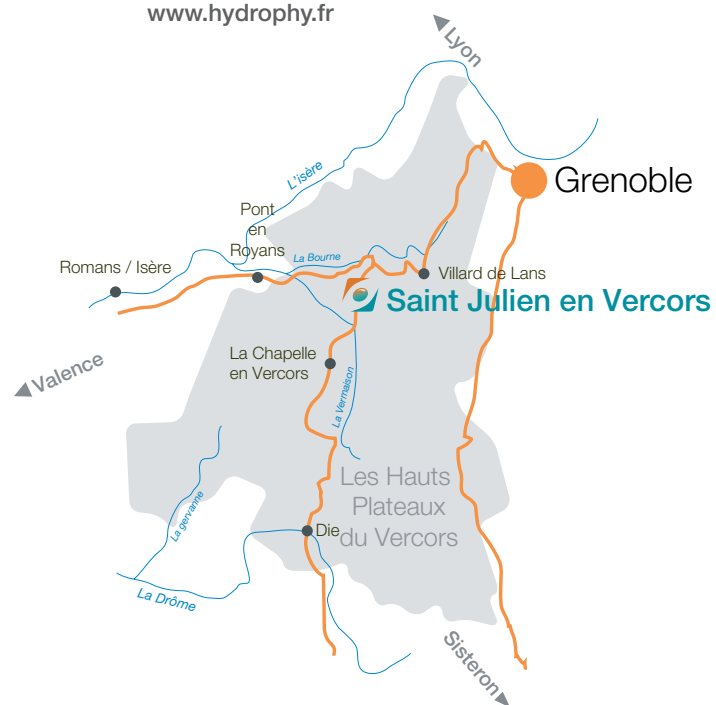 www.hydrophy.fr
Lyon
L'isère
Grenoble
Pont
en
Royans
La Bourne
Romans / Isère
Villard de Lans
Saint Julien en Vercors
Valence
La Chapelle
en Vercors
La Vermaison
Les Hauts
Plateaux
du Vercors
La gervanne
Die
La Drôme
Sisteron